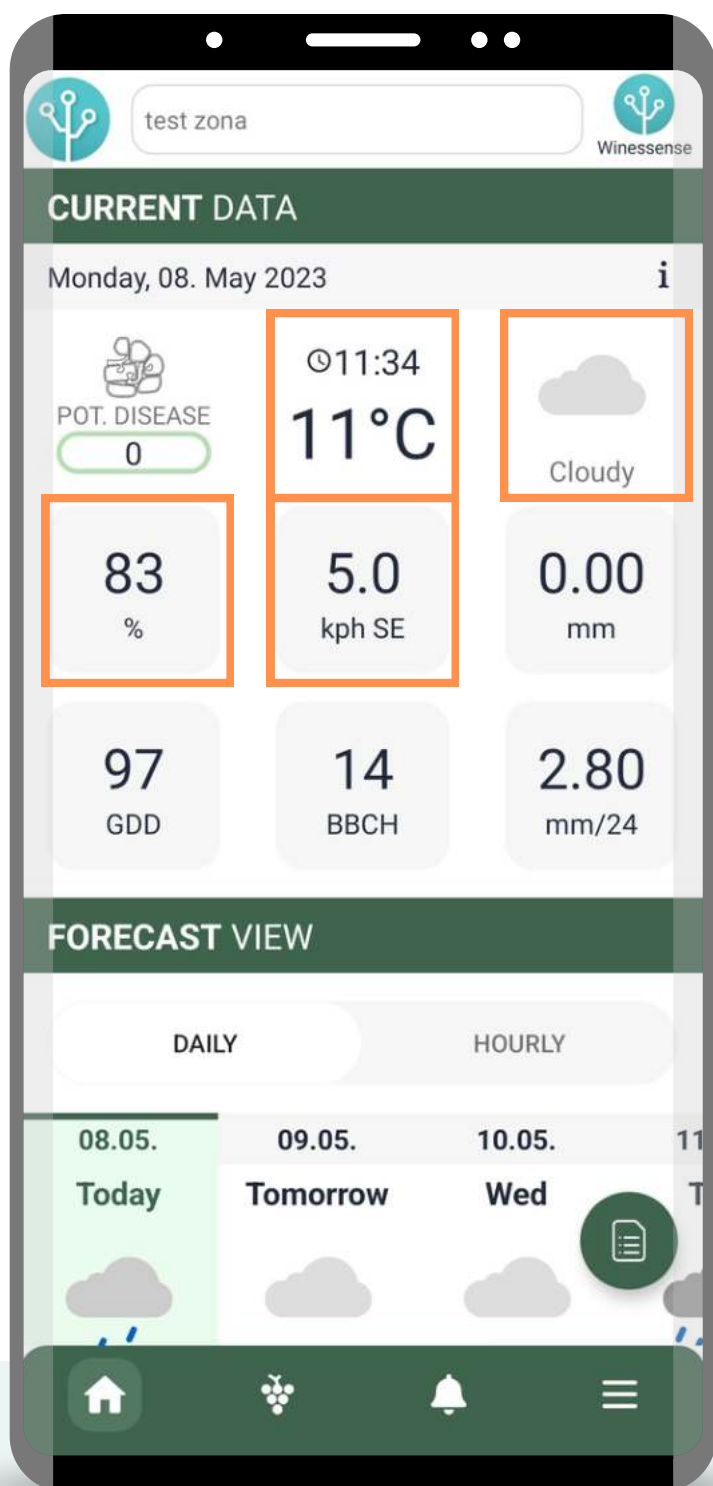 test zona
Winessense
CURRENT DATA
Monday, 08. May 2023
i
POT. DISEASE
0
11:34
11°C
Cloudy
83
%
5.0
kph SE
0.00
mm
97
GDD
14
BBCH
2.80
mm/24
FORECAST VIEW
DAILY
HOURLY
08.05.
09.05.
10.05.
11
Today
Tomorrow
Wed
T